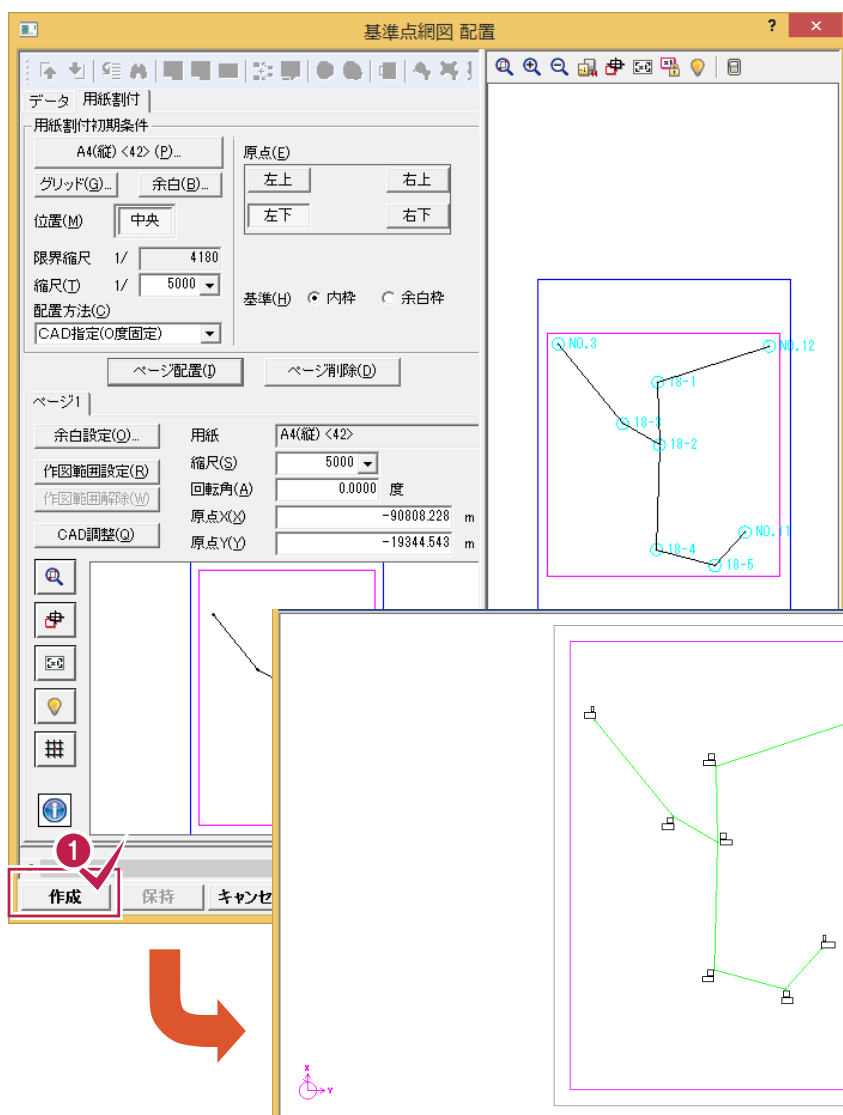 基準点網図 配置
? ×
データ 用紙割付
用紙割付初期条件
A4(縦) <42> (P)...
グリッド(G)... 余白(B)...
位置(M) 中央
限界縮尺 1/ 4180
縮尺(T) 1/ 5000
配置方法(C)
CAD指定(0度固定)
原点(E)
左上 右上
左下 右下
基準(H) 内枠 余白枠
ページ配置(I) ページ削除(D)
ページ1
余白設定(O)... 用紙 A4(縦) <42>
作図範囲設定(R) 縮尺(S) 5000
作図範囲解除(W) 回転角(A) 0.0000 度
CAD調整(Q) 原点X(X) -90808.228 m
原点Y(Y) -19344.543 m
NO.3
NO.12
18-1
18-3
18-2
NO.11
18-4
18-5
1
作成 保持 キャンセ
X
Y